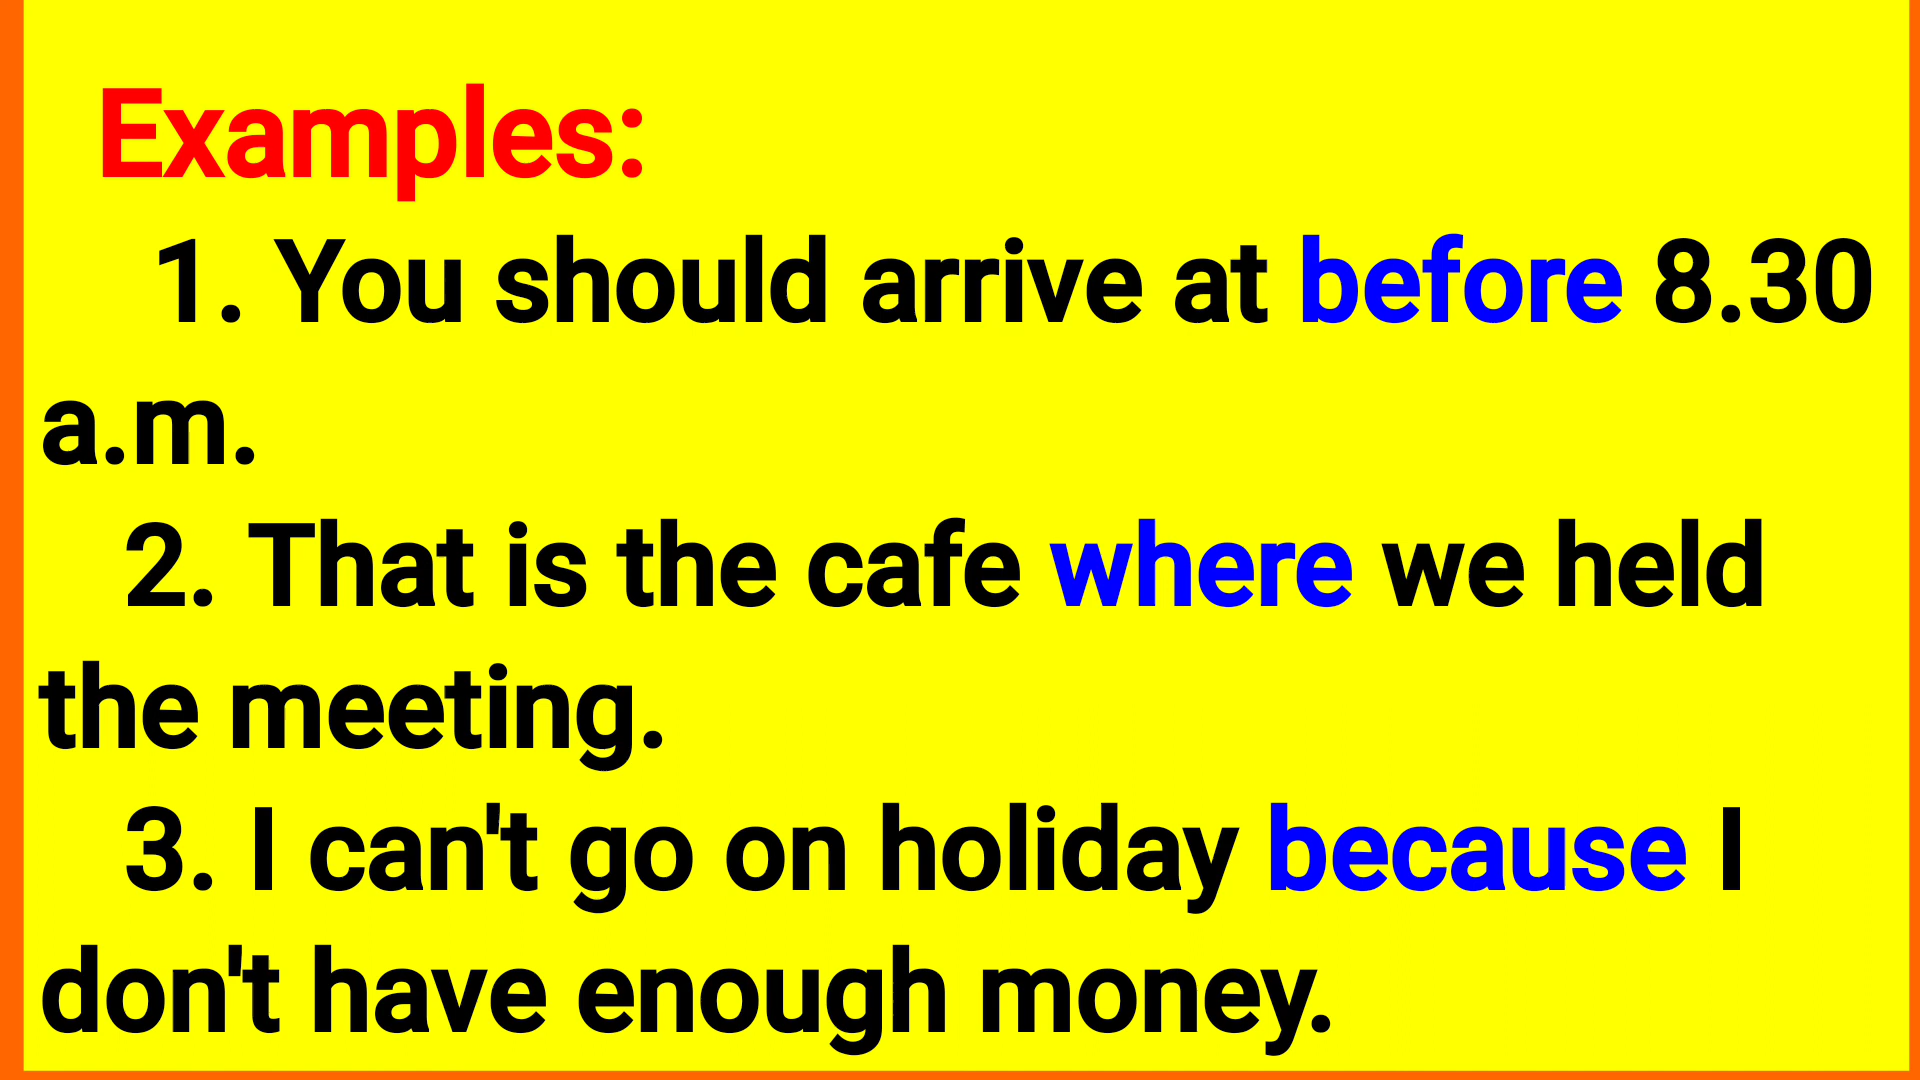 Examples:
1. You should arrive at before 8.30
a.m.
2. That is the cafe where we held
the meeting.
3. I can't go on holiday because I
don't have enough money.